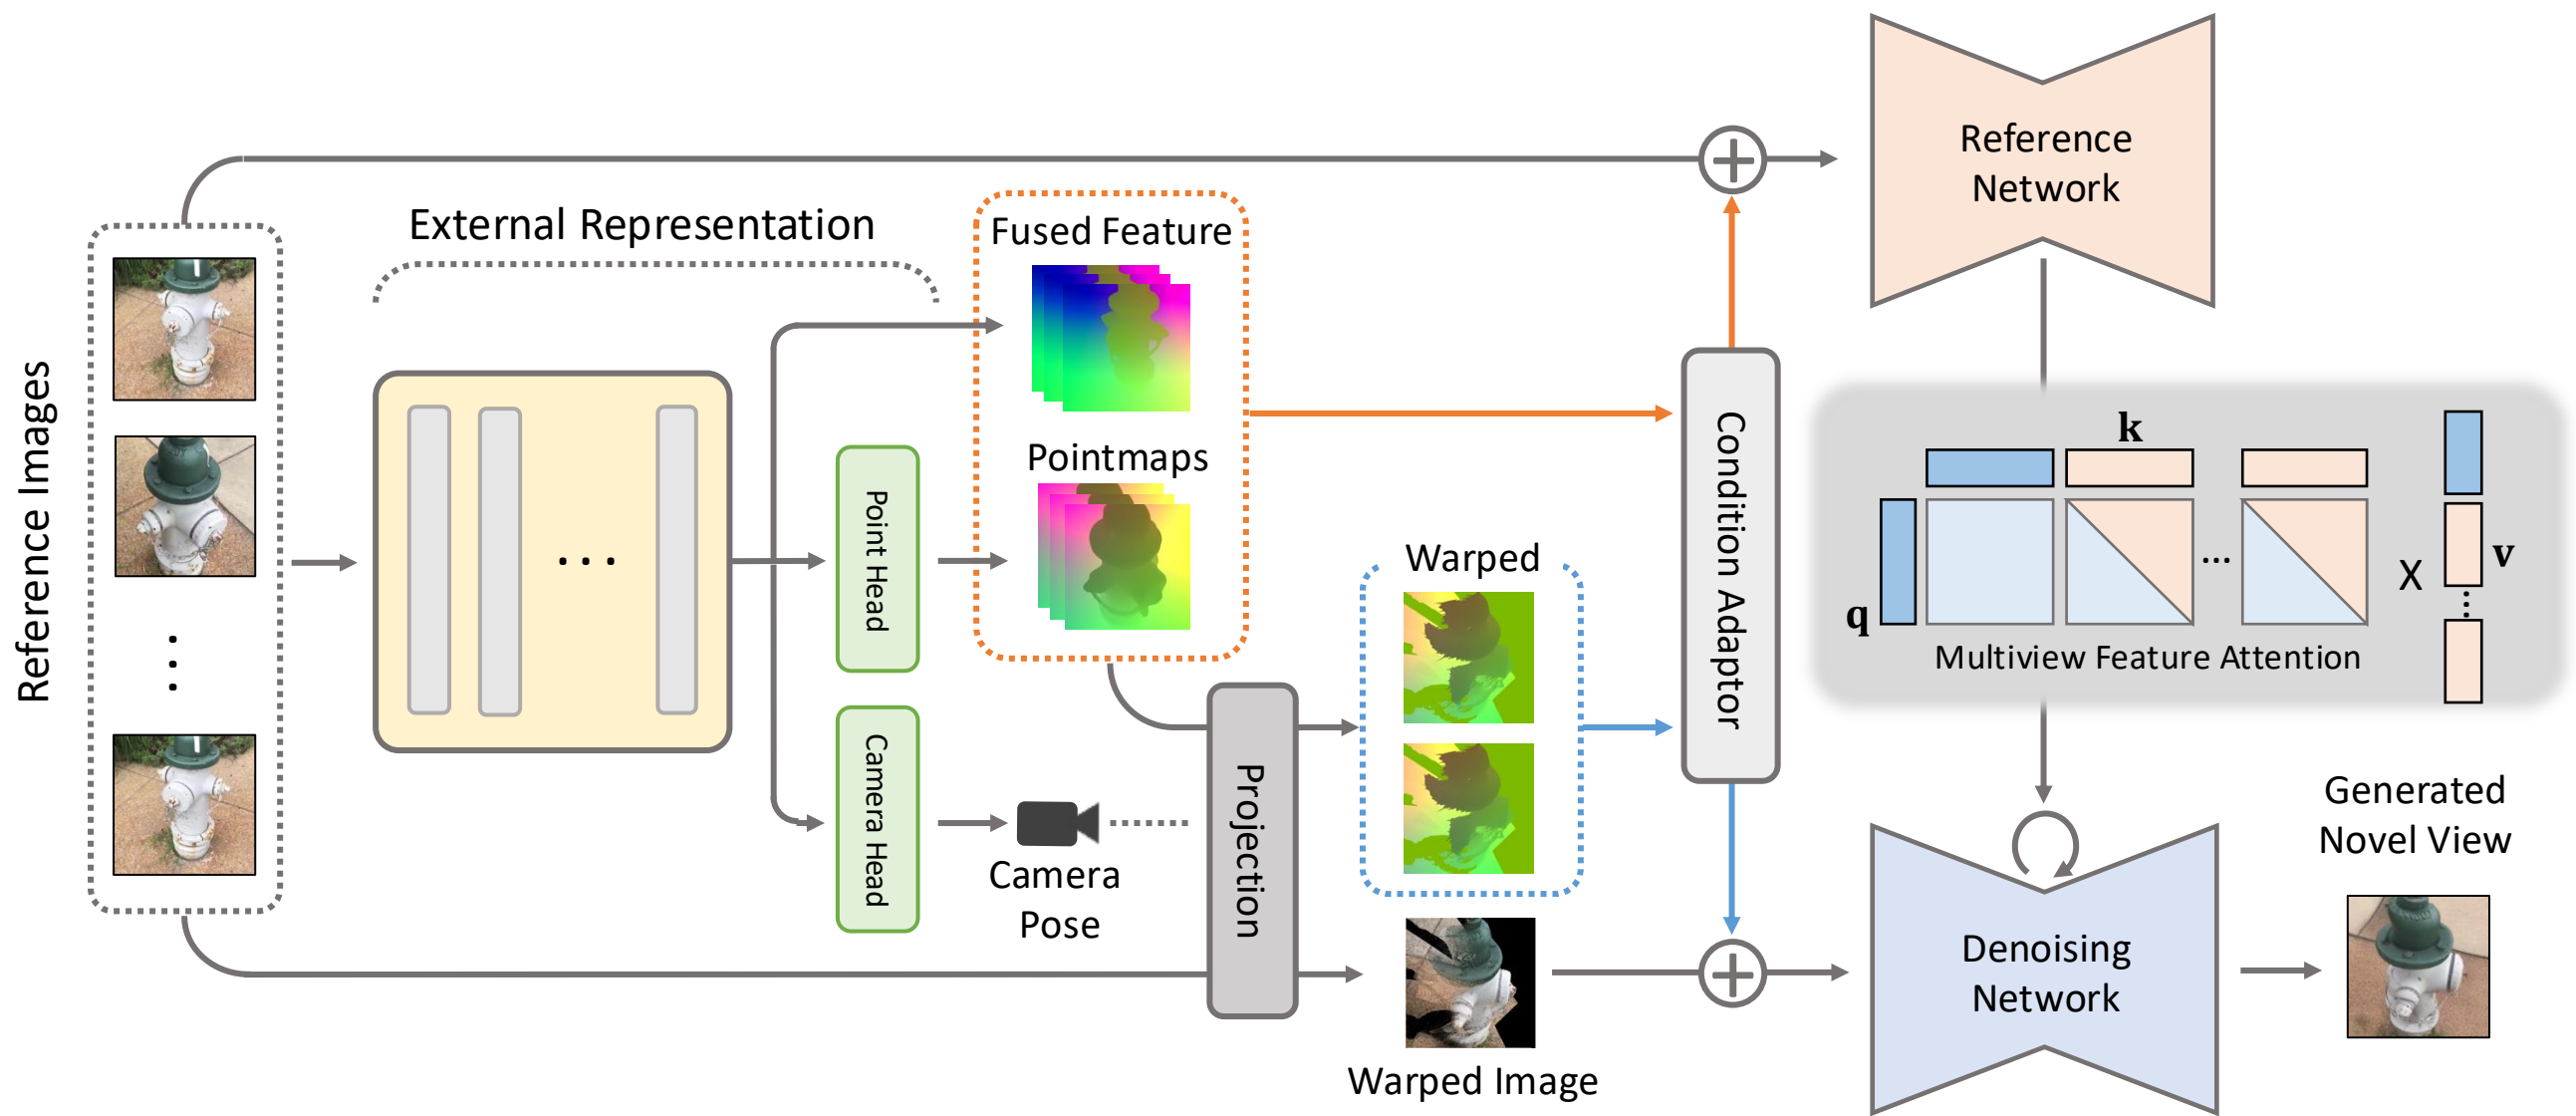 Reference Images
External Representation
Fused Feature
Pointmaps
Point Head
Camera Head
Camera
Pose
Projection
Warped
Warped Image
Condition Adaptor
Reference
Network
k
q
...
X
v
Multiview Feature Attention
Denoising
Network
Generated
Novel View